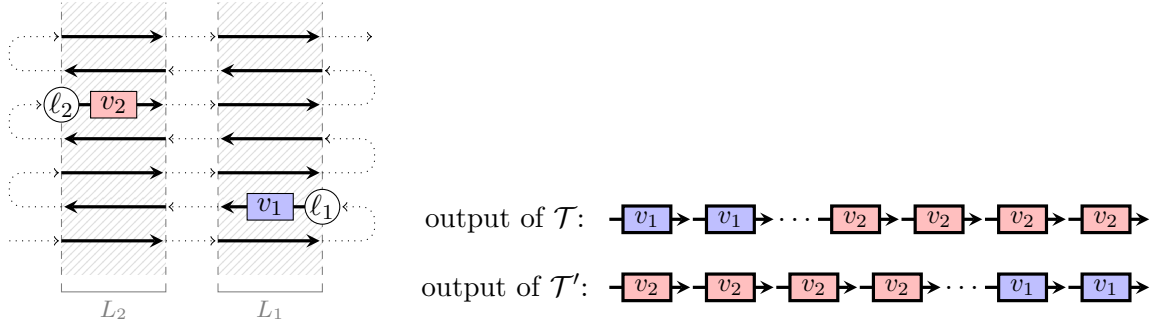 ℓ₂ v₂
v₁ ℓ₁
L₂ L₁
output of 𝒯: v₁ v₁ ⋯ v₂ v₂ v₂ v₂
output of 𝒯′: v₂ v₂ v₂ v₂ ⋯ v₁ v₁